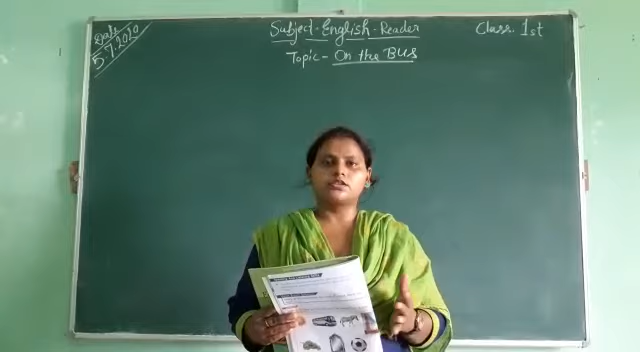 Date
5.7.2020
Subject - English - Reader
Class. 1st
Topic - On the BUS